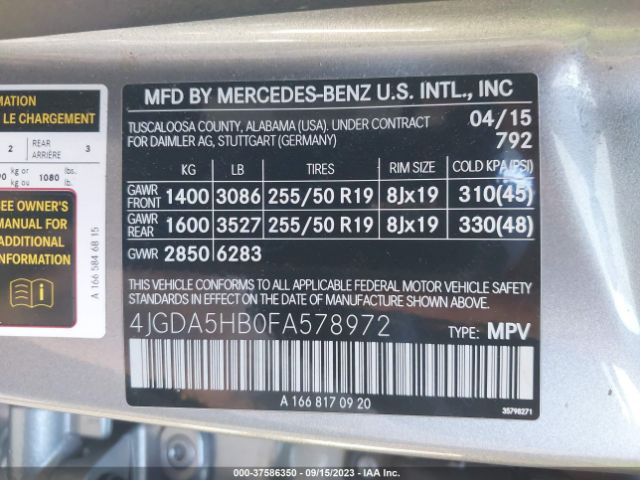 MATION
LE CHARGEMENT
2 REAR ARRIÈRE 3
kg or kg ou 1080 lbs. lb.
EE OWNER'S
MANUAL FOR
ADDITIONAL
INFORMATION
A 166 584 68 15
MFD BY MERCEDES-BENZ U.S. INTL., INC
TUSCALOOSA COUNTY, ALABAMA (USA). UNDER CONTRACT 04/15
FOR DAIMLER AG, STUTTGART (GERMANY) 792
KG LB TIRES RIM SIZE COLD KPA (PSI)
GAWR FRONT 1400 3086 255/50 R19 8Jx19 310(45)
GAWR REAR 1600 3527 255/50 R19 8Jx19 330(48)
GVWR 2850 6283
THIS VEHICLE CONFORMS TO ALL APPLICABLE FEDERAL MOTOR VEHICLE SAFETY
STANDARDS IN EFFECT ON THE DATE OF MANUFACTURE SHOWN ABOVE.
4JGDA5HB0FA578972 TYPE: MPV
A 166 817 09 20
35798271
000-37586350 - 09/15/2023 - IAA Inc.